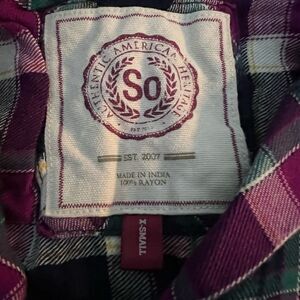 AUTHENTIC AMERICAN HERITAGE
So
EST. 2007
MADE IN INDIA
100% RAYON
X-SMALL